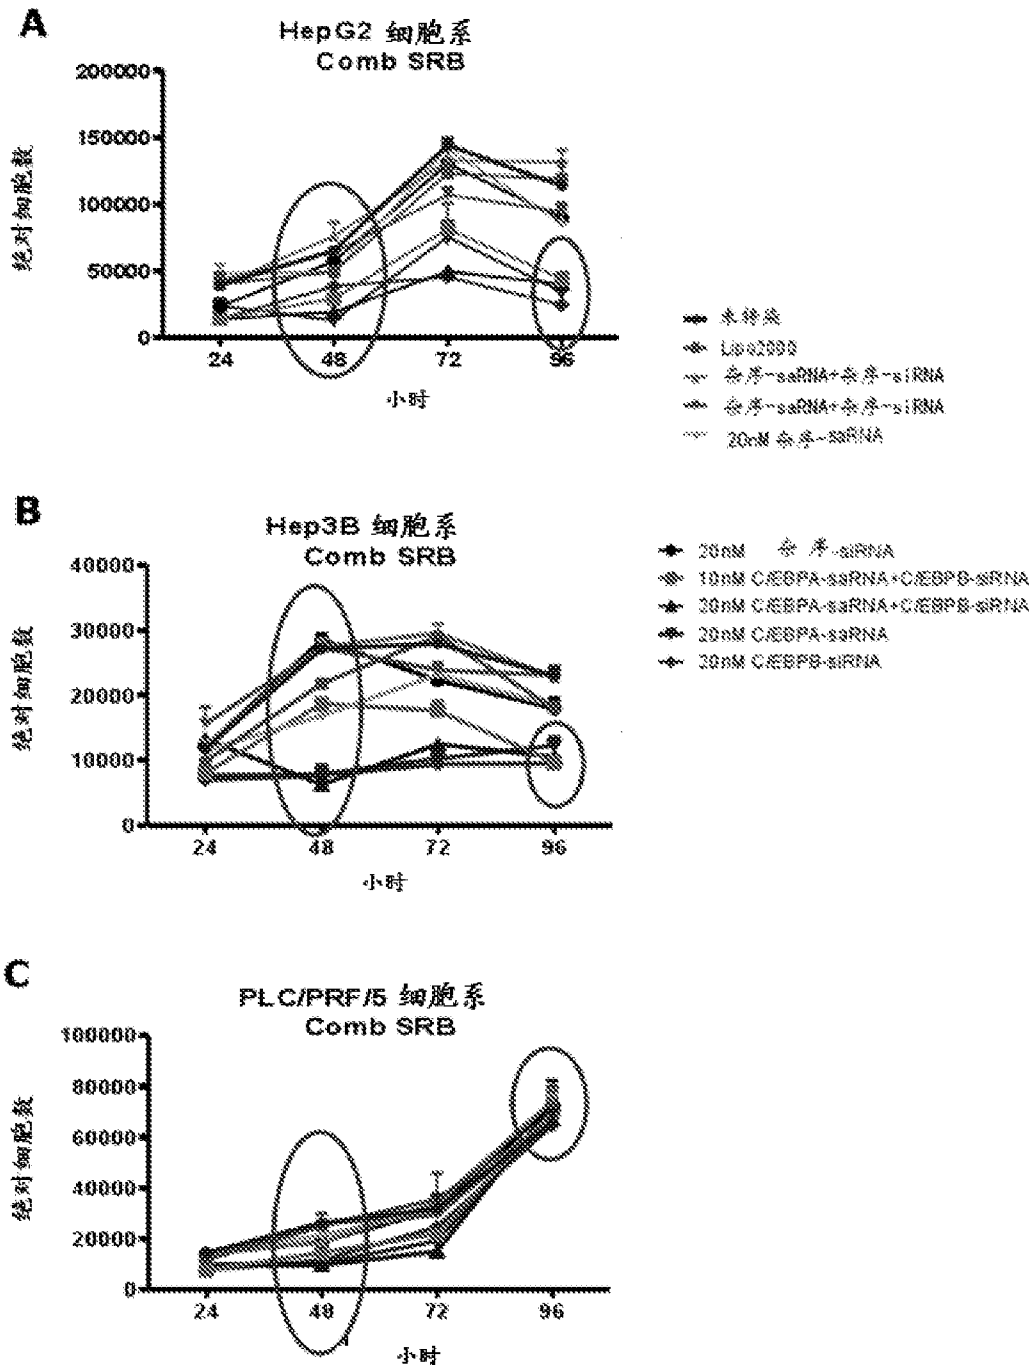 A
HepG2 细胞系
Comb SRB
200000
150000
100000
50000
0
绝对细胞数
24
48
72
96
小时
未转染
Lipo2000
杂序-saRNA+杂序-siRNA
杂序-saRNA+杂序-siRNA
20nM 杂序-saRNA
B
Hep3B 细胞系
Comb SRB
40000
30000
20000
10000
0
绝对细胞数
24
48
72
96
小时
20nM 杂序-siRNA
10nM C/EBPA-saRNA+C/EBPB-siRNA
20nM C/EBPA-saRNA+C/EBPB-siRNA
20nM C/EBPA-saRNA
20nM C/EBPB-siRNA
C
PLC/PRF/5 细胞系
Comb SRB
100000
80000
60000
40000
20000
0
绝对细胞数
24
48
72
96
小时